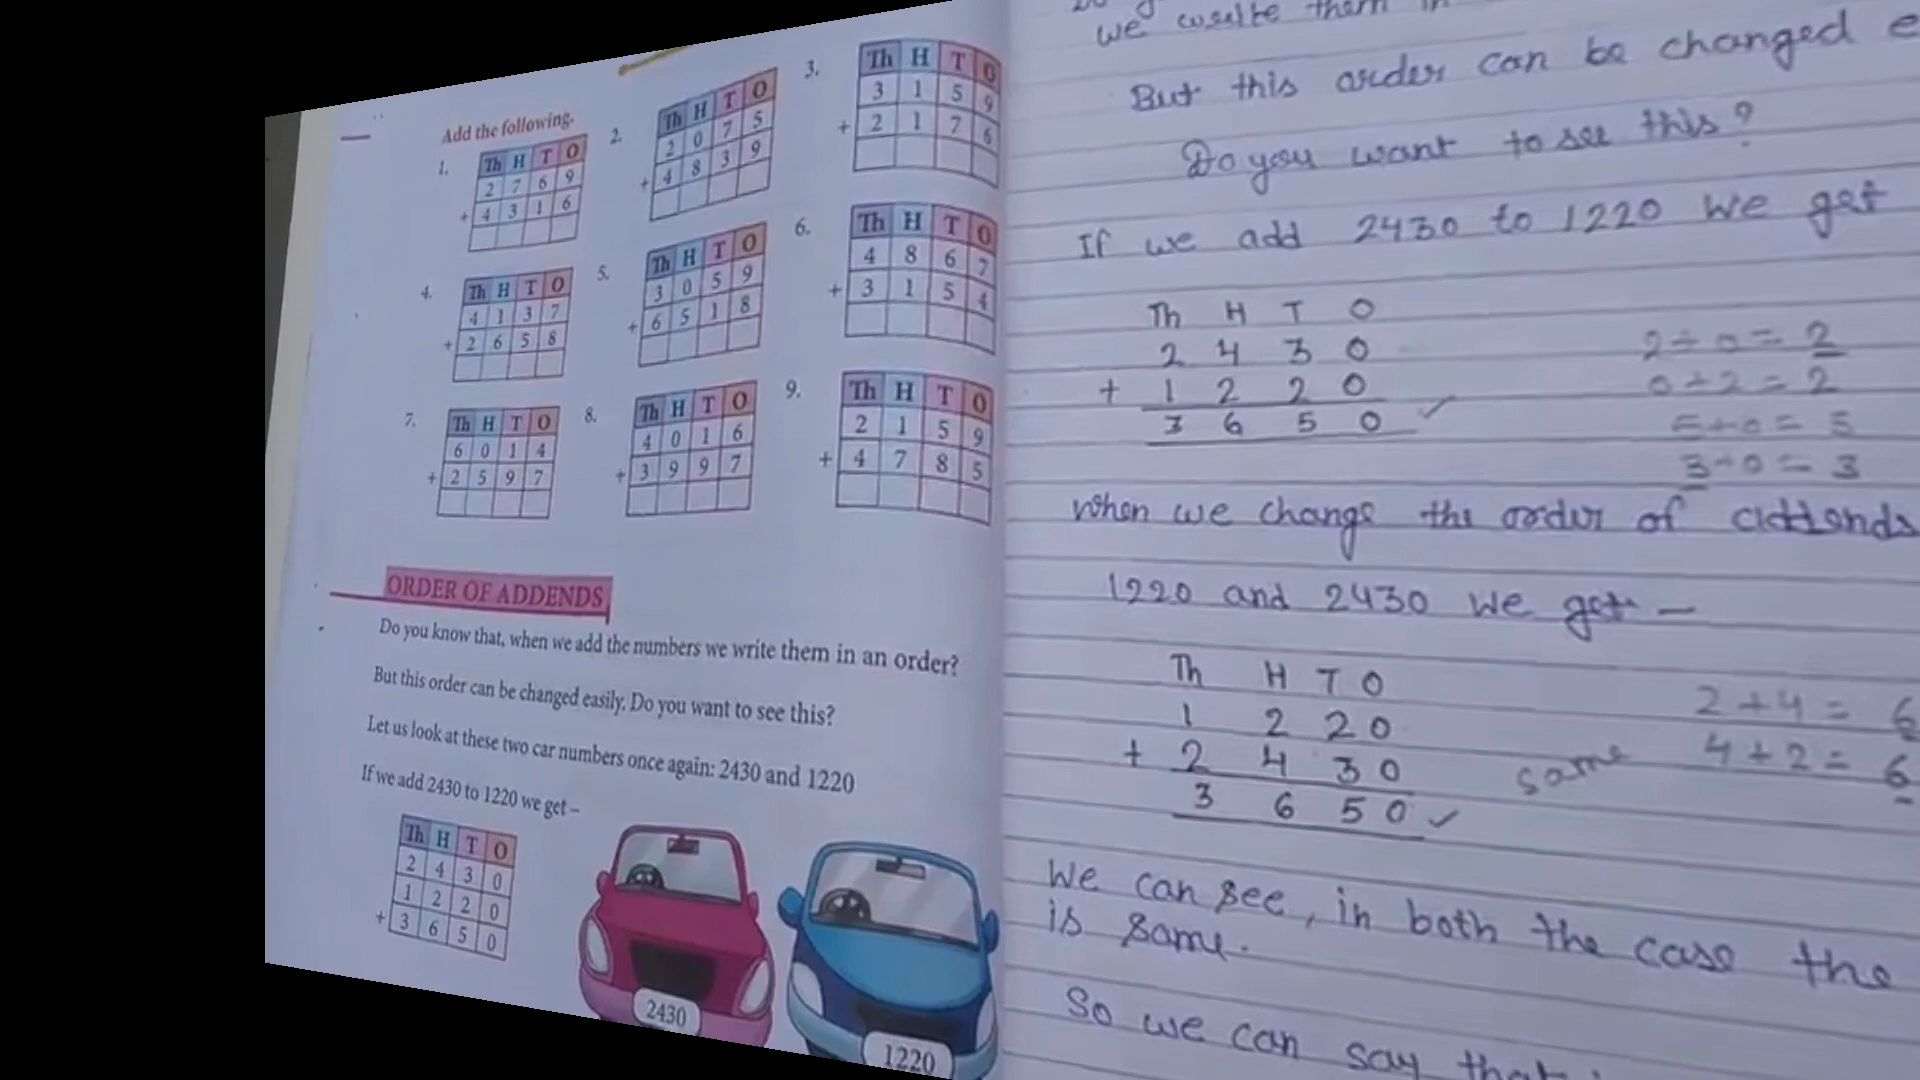 Add the following.
1.
Th H T O
2 7 6 9
+ 4 3 1 6
2.
Th H T O
2 0 7 5
+ 4 8 3 9
3.
Th H T O
3 1 5 9
+ 2 1 7 6
4.
Th H T O
4 1 3 7
+ 2 6 5 8
5.
Th H T O
3 0 5 9
+ 6 5 1 8
6.
Th H T O
4 8 6 7
+ 3 1 5 4
7.
Th H T O
6 0 1 4
+ 2 5 9 7
8.
Th H T O
4 0 1 6
+ 3 9 9 7
9.
Th H T O
2 1 5 9
+ 4 7 8 5
ORDER OF ADDENDS
Do you know that, when we add the numbers we write them in an order?
But this order can be changed easily. Do you want to see this?
Let us look at these two car numbers once again: 2430 and 1220
If we add 2430 to 1220 we get –
Th H T O
2 4 3 0
1 2 2 0
+ 3 6 5 0
2430
1220
we write them in
But this order can be changed e
Do you want to see this?
If we add 2430 to 1220 we get
Th H T O
2 4 3 0
+ 1 2 2 0
3 6 5 0 ✓
2+0=2
0+2=2
5+0=5
3+0=3
When we change the order of addends
1220 and 2430 we get —
Th H T O
1 2 2 0
+ 2 4 3 0
3 6 5 0 ✓
same
2+4=6
4+2=6
We can see, in both the case the
is same.
So we can say that